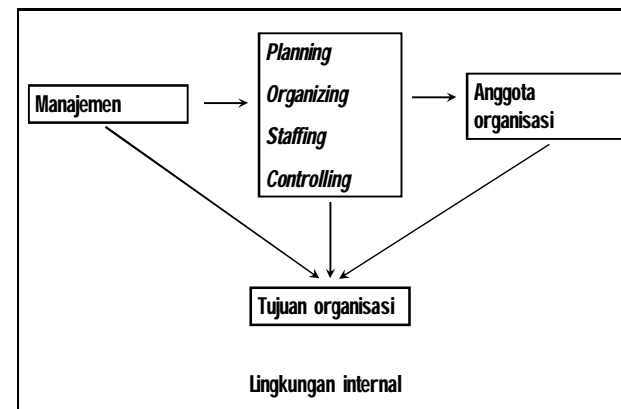 Planning
Organizing
Staffing
Controlling
Manajemen
Anggota
organisasi
Tujuan organisasi
Lingkungan internal